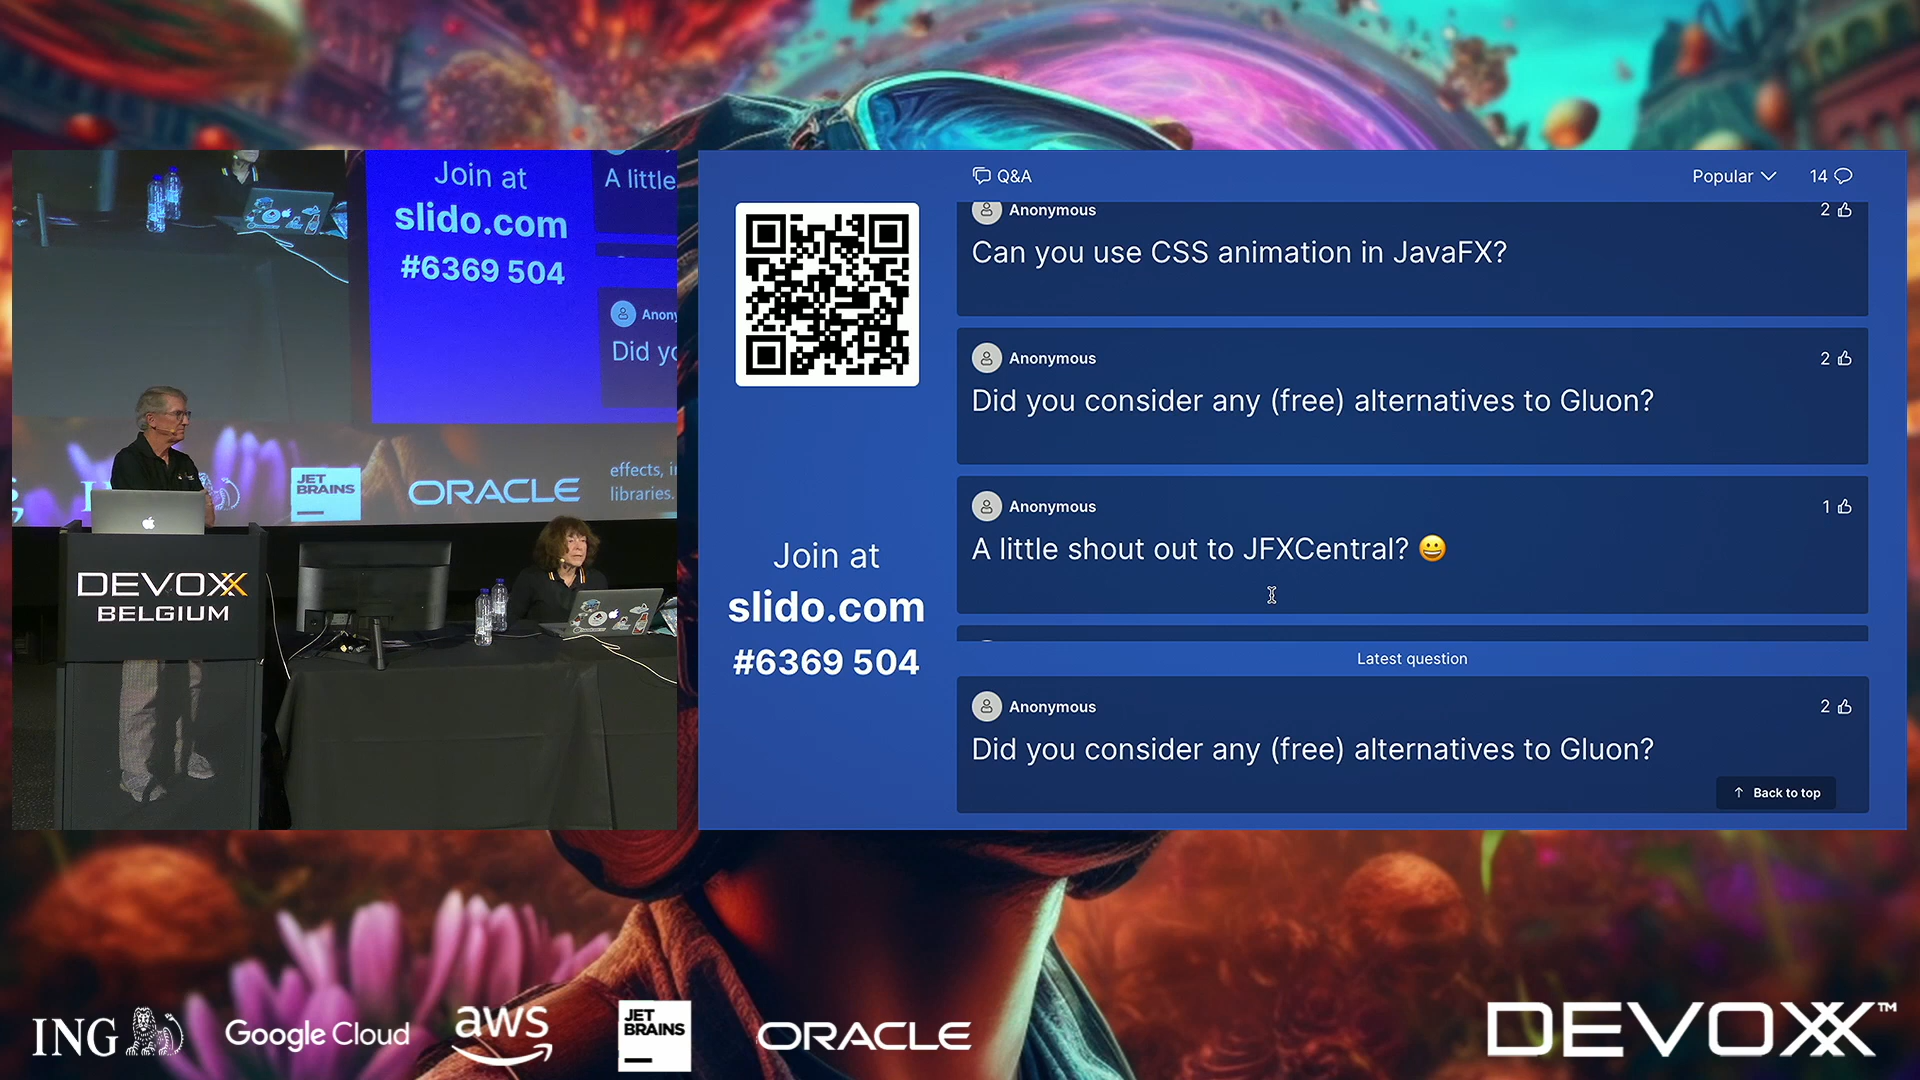 Join at
slido.com
#6369 504
A little
Anony
Did yo
JET
BRAINS
ORACLE
effects, i
libraries.
DEVOXX
BELGIUM
Q&A
Popular
14
Anonymous
2
Can you use CSS animation in JavaFX?
Anonymous
2
Did you consider any (free) alternatives to Gluon?
Anonymous
1
A little shout out to JFXCentral? 😀
Join at
slido.com
#6369 504
Latest question
Anonymous
2
Did you consider any (free) alternatives to Gluon?
Back to top
ING
Google Cloud
aws
JET
BRAINS
ORACLE
DEVOXX™